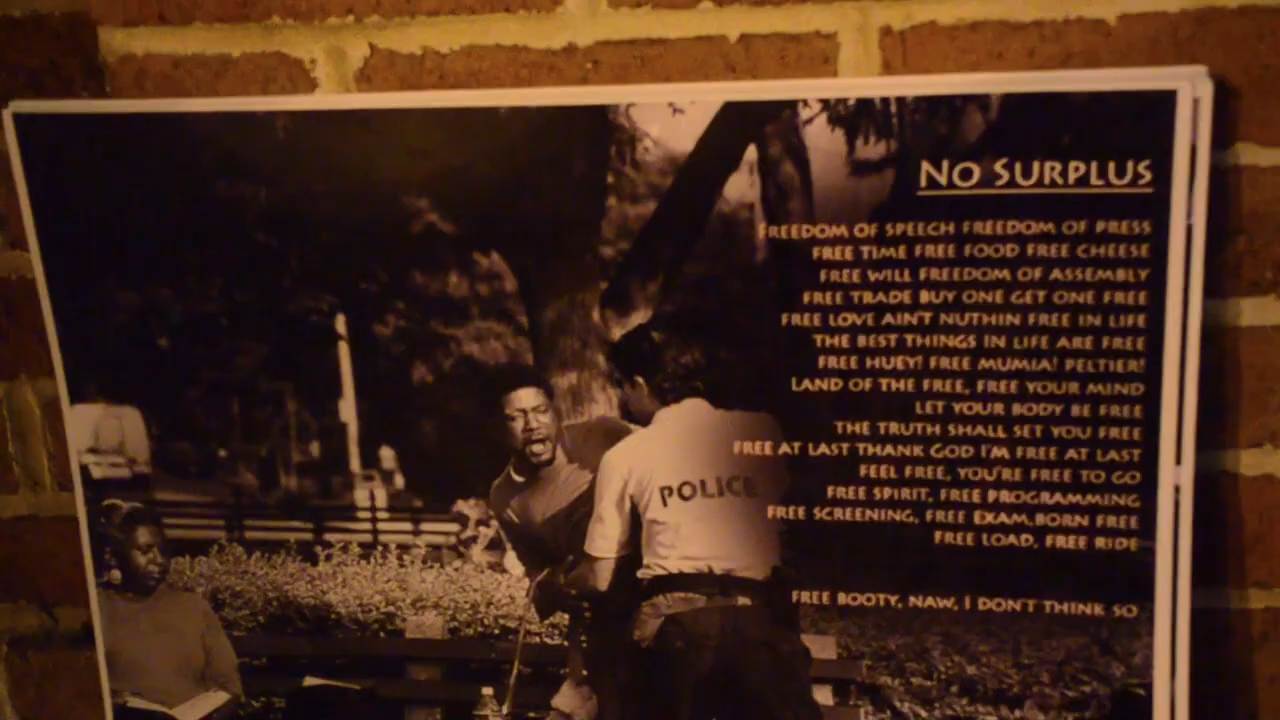 NO SURPLUS
FREEDOM OF SPEECH FREEDOM OF PRESS
FREE TIME FREE FOOD FREE CHEESE
FREE WILL FREEDOM OF ASSEMBLY
FREE TRADE BUY ONE GET ONE FREE
FREE LOVE AIN'T NUTHIN FREE IN LIFE
THE BEST THINGS IN LIFE ARE FREE
FREE HUEY! FREE MUMIA! PELTIER!
LAND OF THE FREE, FREE YOUR MIND
LET YOUR BODY BE FREE
THE TRUTH SHALL SET YOU FREE
FREE AT LAST THANK GOD I'M FREE AT LAST
FEEL FREE, YOU'RE FREE TO GO
FREE SPIRIT, FREE PROGRAMMING
FREE SCREENING, FREE EXAM.BORN FREE
FREE LOAD, FREE RIDE
FREE BOOTY, NAW, I DON'T THINK SO
POLICE